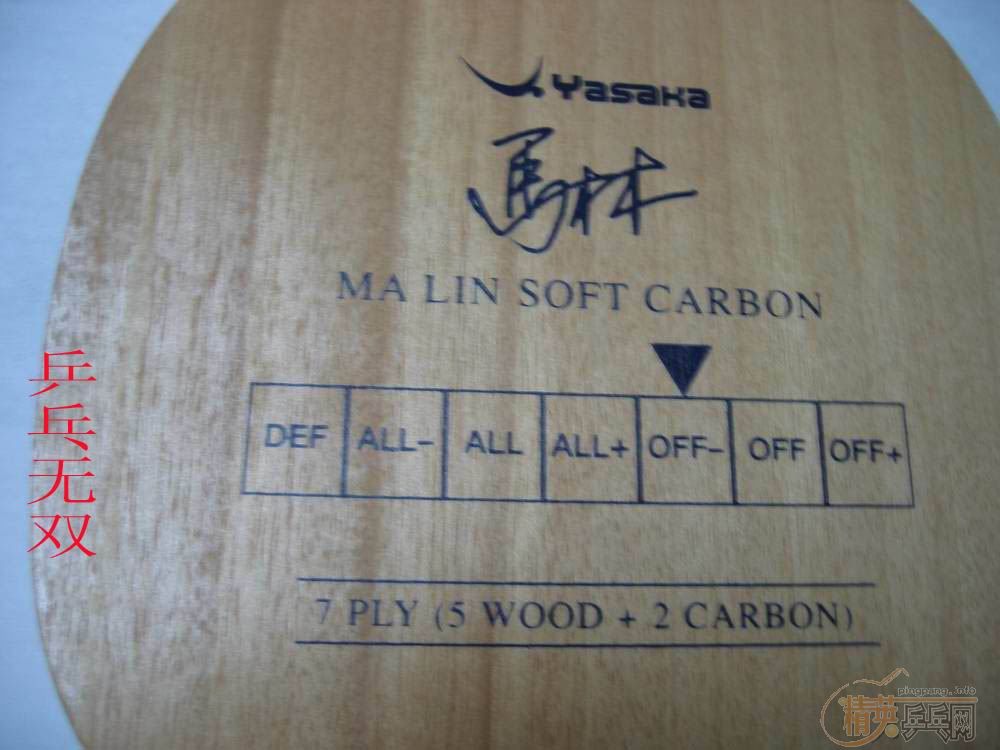 Yasaka
馬林
MA LIN SOFT CARBON
DEF ALL- ALL ALL+ OFF- OFF OFF+
7 PLY (5 WOOD + 2 CARBON)
乒乓无双
pingpang.info
精英乒乓网